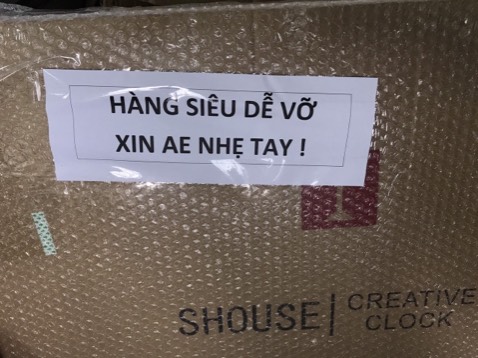 HÀNG SIÊU DỄ VỠ
XIN AE NHẸ TAY !
SHOUSE
CREATIVE
CLOCK